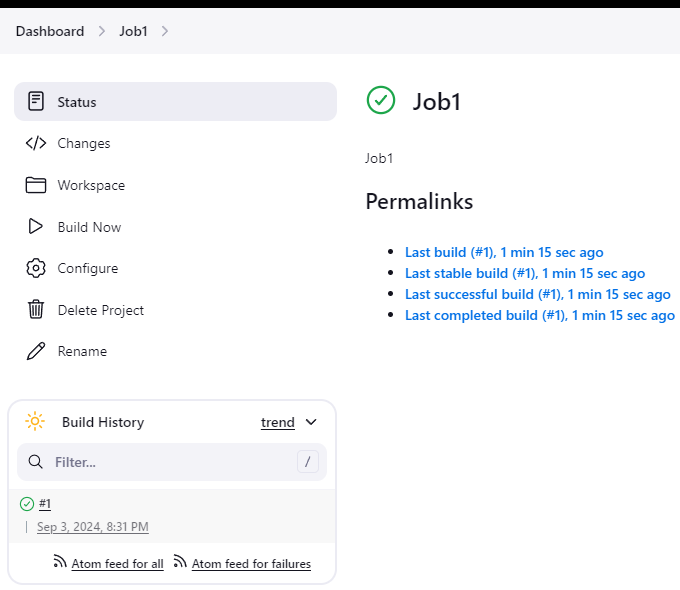 Dashboard > Job1 >
Status
Changes
Workspace
Build Now
Configure
Delete Project
Rename
Build History trend
Filter... /
#1
Sep 3, 2024, 8:31 PM
Atom feed for all Atom feed for failures
Job1
Job1
Permalinks
• Last build (#1), 1 min 15 sec ago
• Last stable build (#1), 1 min 15 sec ago
• Last successful build (#1), 1 min 15 sec ago
• Last completed build (#1), 1 min 15 sec ago